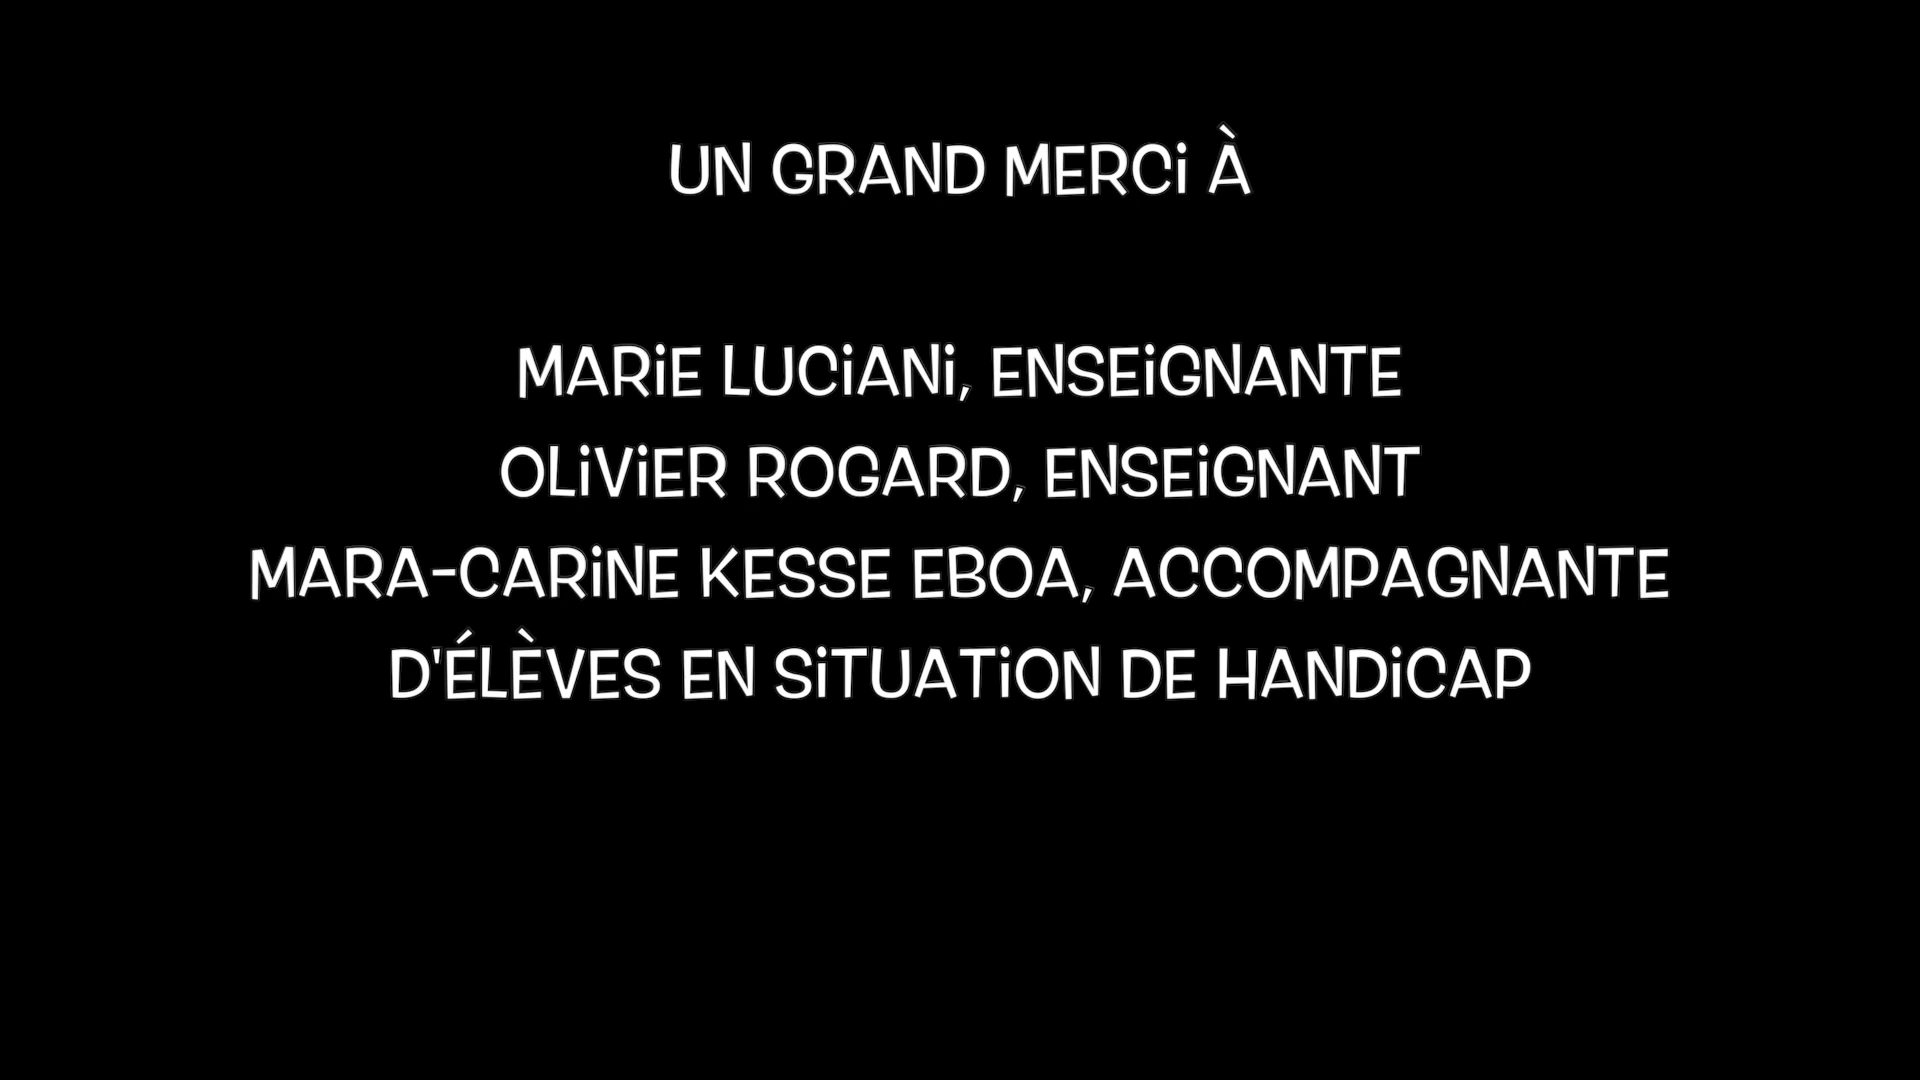 UN GRAND MERCi À
MARiE LUCiANi, ENSEiGNANTE
OLiViER ROGARD, ENSEiGNANT
MARA-CARiNE KESSE EBOA, ACCOMPAGNANTE
D'ÉLÈVES EN SiTUATiON DE HANDiCAP